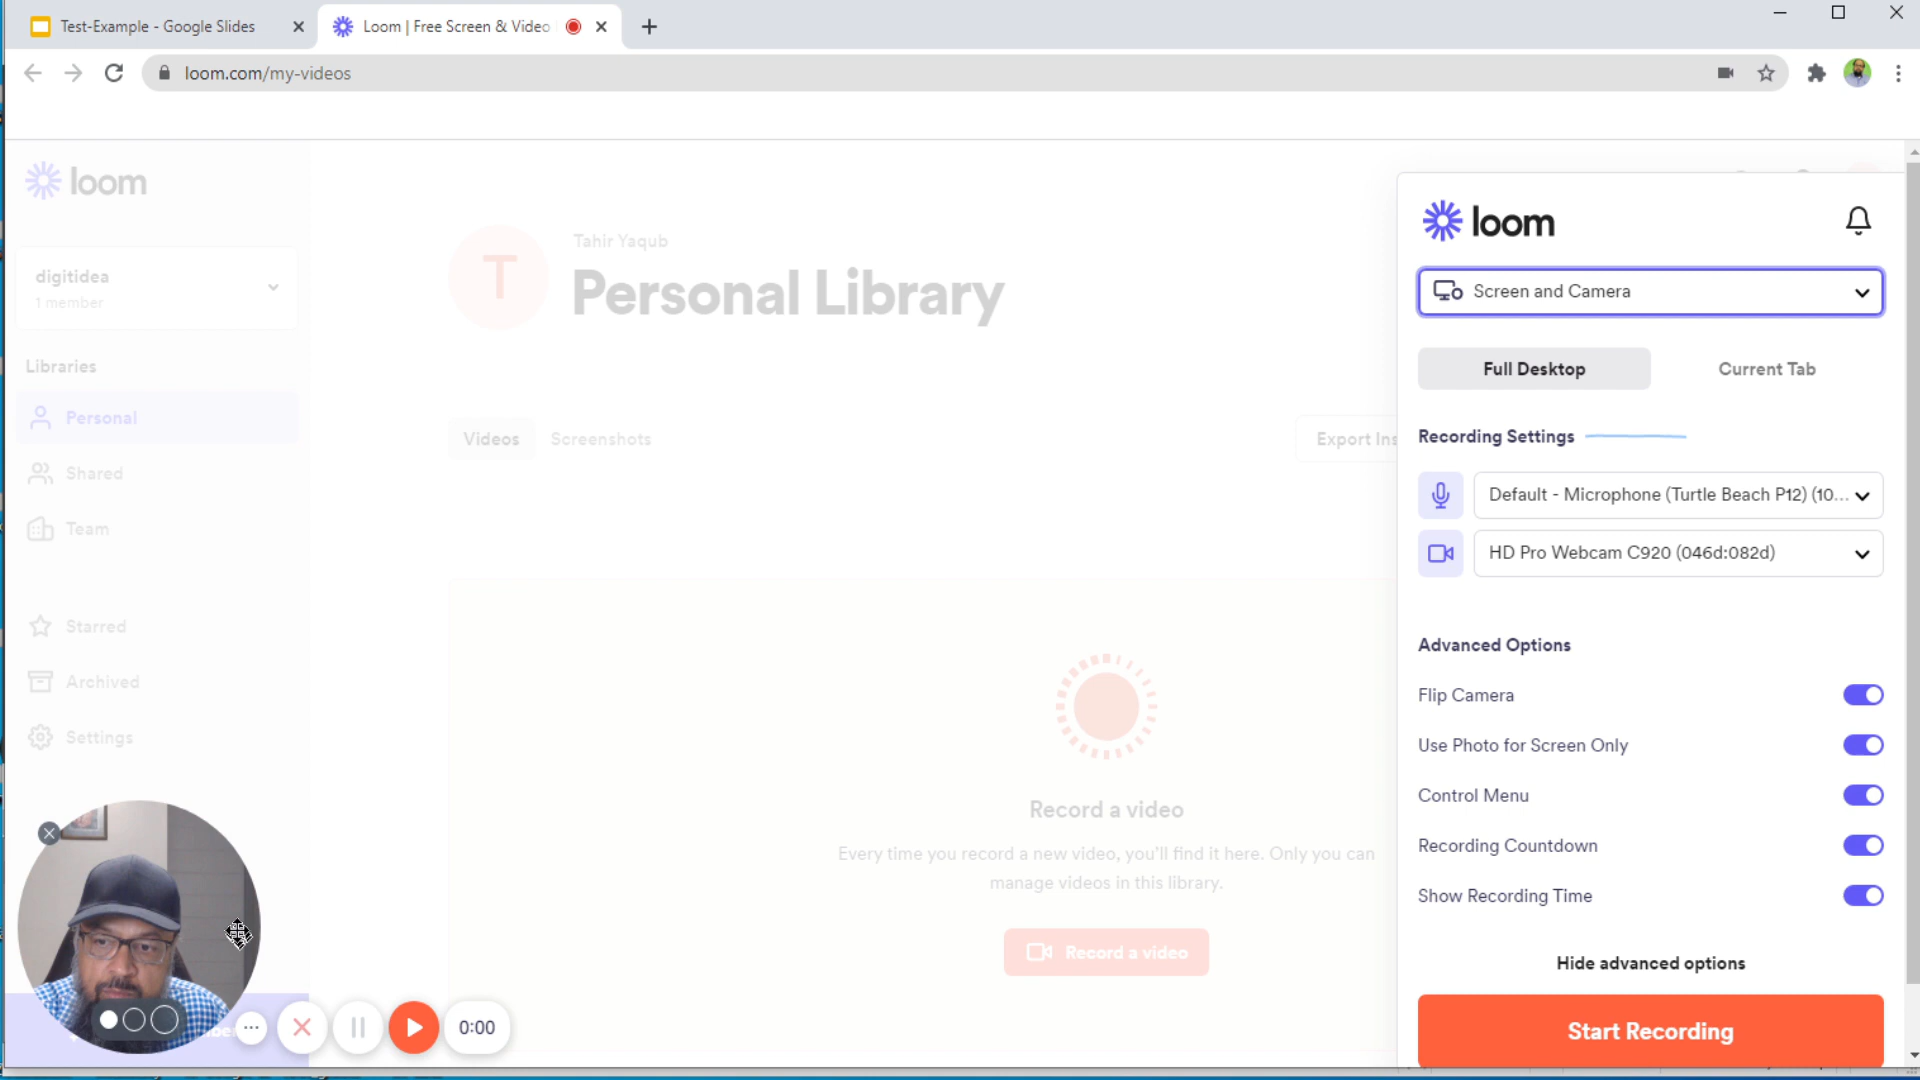 Test-Example - Google Slides
Loom | Free Screen & Video
loom.com/my-videos
loom
digitidea
1 member
Libraries
Personal
Shared
Team
Starred
Archived
Settings
Tahir Yaqub
T
Personal Library
Videos
Screenshots
Export Ins
Record a video
Every time you record a new video, you'll find it here. Only you can
manage videos in this library.
Record a video
0:00
loom
Screen and Camera
Full Desktop
Current Tab
Recording Settings
Default - Microphone (Turtle Beach P12) (10...
HD Pro Webcam C920 (046d:082d)
Advanced Options
Flip Camera
Use Photo for Screen Only
Control Menu
Recording Countdown
Show Recording Time
Hide advanced options
Start Recording